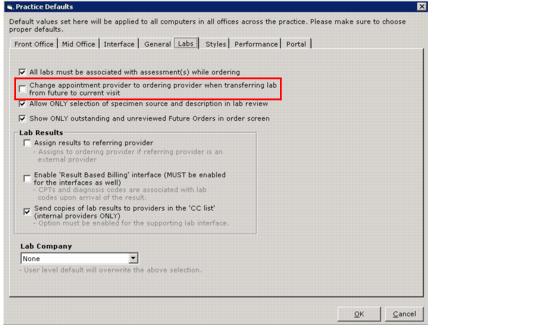 Practice Defaults
Default values set here will be applied to all computers in all offices across the practice. Please make sure to choose
proper defaults.
Front Office Mid Office Interface General Labs Styles Performance Portal
All labs must be associated with assessment(s) while ordering
Change appointment provider to ordering provider when transferring lab
from future to current visit
Allow ONLY selection of specimen source and description in lab review
Show ONLY outstanding and unreviewed Future Orders in order screen
Lab Results
Assign results to referring provider
- Assigns to ordering provider if referring provider is an
external provider
Enable 'Result Based Billing' interface (MUST be enabled
for the interfaces as well)
- CPTs and diagnosis codes are associated with lab
codes upon arrival of the result.
Send copies of lab results to providers in the 'CC list'
(internal providers ONLY)
- Option must be enabled for the supporting lab interface.
Lab Company
None
- User level default will overwrite the above selection.
OK Cancel